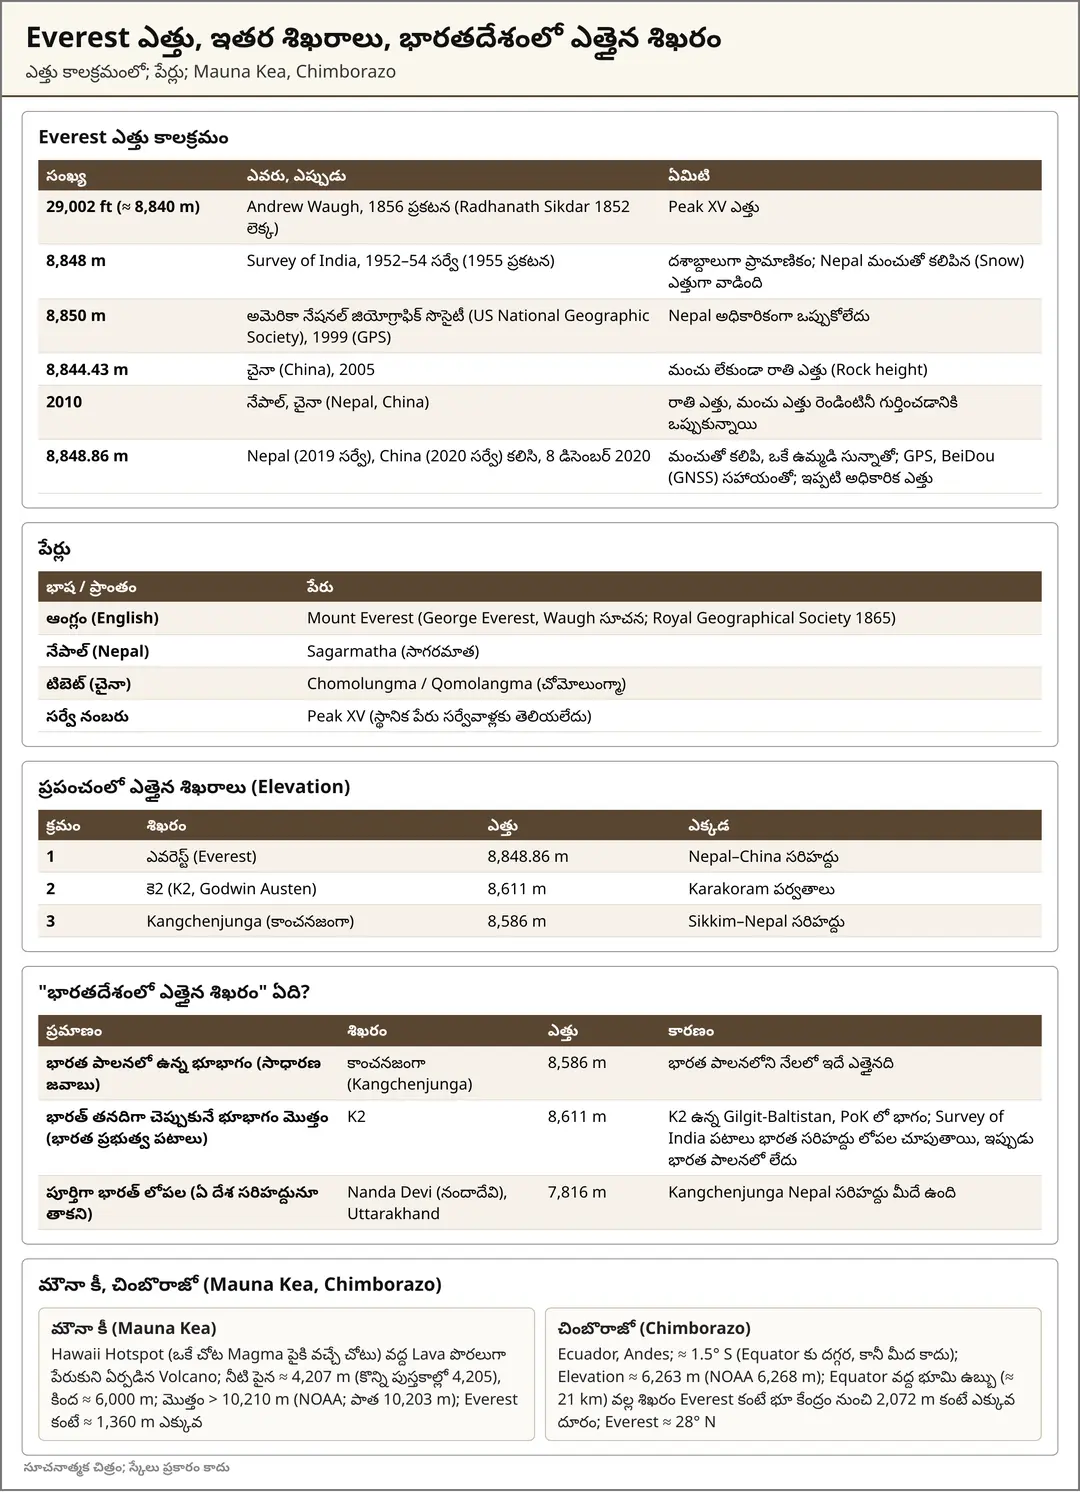 Everest ఎత్తు, ఇతర శిఖరాలు, భారతదేశంలో ఎత్తైన శిఖరం
ఎత్తు కాలక్రమంలో; పేర్లు; Mauna Kea, Chimborazo
Everest ఎత్తు కాలక్రమం
సంఖ్య ఎవరు, ఎప్పుడు ఏమిటి
29,002 ft (≈ 8,840 m) Andrew Waugh, 1856 ప్రకటన (Radhanath Sikdar 1852 Peak XV ఎత్తు
లెక్క)
8,848 m Survey of India, 1952–54 సర్వే (1955 ప్రకటన) దశాబ్దాలుగా ప్రామాణికం; Nepal మంచుతో కలిపిన (Snow)
ఎత్తుగా వాడింది
8,850 m అమెరికా నేషనల్ జియోగ్రాఫిక్ సొసైటీ (US National Geographic Nepal అధికారికంగా ఒప్పుకోలేదు
Society), 1999 (GPS)
8,844.43 m చైనా (China), 2005 మంచు లేకుండా రాతి ఎత్తు (Rock height)
2010 నేపాల్, చైనా (Nepal, China) రాతి ఎత్తు, మంచు ఎత్తు రెండింటినీ గుర్తించడానికి
ఒప్పుకున్నాయి
8,848.86 m Nepal (2019 సర్వే), China (2020 సర్వే) కలిసి, 8 డిసెంబర్ 2020 మంచుతో కలిపి, ఒకే ఉమ్మడి సున్నాతో; GPS, BeiDou
(GNSS) సహాయంతో; ఇప్పటి అధికారిక ఎత్తు
పేర్లు
భాష / ప్రాంతం పేరు
ఆంగ్లం (English) Mount Everest (George Everest, Waugh సూచన; Royal Geographical Society 1865)
నేపాల్ (Nepal) Sagarmatha (సాగరమాత)
టిబెట్ (చైనా) Chomolungma / Qomolangma (చోమోలుంగ్మా)
సర్వే నంబరు Peak XV (స్థానిక పేరు సర్వేవాళ్లకు తెలియలేదు)
ప్రపంచంలో ఎత్తైన శిఖరాలు (Elevation)
క్రమం శిఖరం ఎత్తు ఎక్కడ
1 ఎవరెస్ట్ (Everest) 8,848.86 m Nepal–China సరిహద్దు
2 కె2 (K2, Godwin Austen) 8,611 m Karakoram పర్వతాలు
3 Kangchenjunga (కాంచనజంగా) 8,586 m Sikkim–Nepal సరిహద్దు
"భారతదేశంలో ఎత్తైన శిఖరం" ఏది?
ప్రమాణం శిఖరం ఎత్తు కారణం
భారత పాలనలో ఉన్న భూభాగం (సాధారణ కాంచనజంగా 8,586 m భారత పాలనలోని నేలలో ఇదే ఎత్తైనది
జవాబు) (Kangchenjunga)
భారత్ తనదిగా చెప్పుకునే భూభాగం మొత్తం K2 8,611 m K2 ఉన్న Gilgit-Baltistan, PoK లో భాగం; Survey of
(భారత ప్రభుత్వ పటాలు) India పటాలు భారత సరిహద్దు లోపల చూపుతాయి, ఇప్పుడు
భారత పాలనలో లేదు
పూర్తిగా భారత్ లోపల (ఏ దేశ సరిహద్దునూ Nanda Devi (నందాదేవి), 7,816 m Kangchenjunga Nepal సరిహద్దు మీదే ఉంది
తాకని) Uttarakhand
మౌనా కీ, చింబొరాజో (Mauna Kea, Chimborazo)
మౌనా కీ (Mauna Kea)
Hawaii Hotspot (ఒకే చోట Magma పైకి వచ్చే చోటు) వద్ద Lava పొరలుగా
పేరుకుని ఏర్పడిన Volcano; నీటి పైన ≈ 4,207 m (కొన్ని పుస్తకాల్లో 4,205),
కింద ≈ 6,000 m; మొత్తం > 10,210 m (NOAA; పాత 10,203 m); Everest
కంటే ≈ 1,360 m ఎక్కువ
చింబొరాజో (Chimborazo)
Ecuador, Andes; ≈ 1.5° S (Equator కు దగ్గర, కానీ మీద కాదు);
Elevation ≈ 6,263 m (NOAA 6,268 m); Equator వద్ద భూమి ఉబ్బు (≈
21 km) వల్ల శిఖరం Everest కంటే భూ కేంద్రం నుంచి 2,072 m కంటే ఎక్కువ
దూరం; Everest ≈ 28° N
సూచనాత్మక చిత్రం; స్కేలు ప్రకారం కాదు